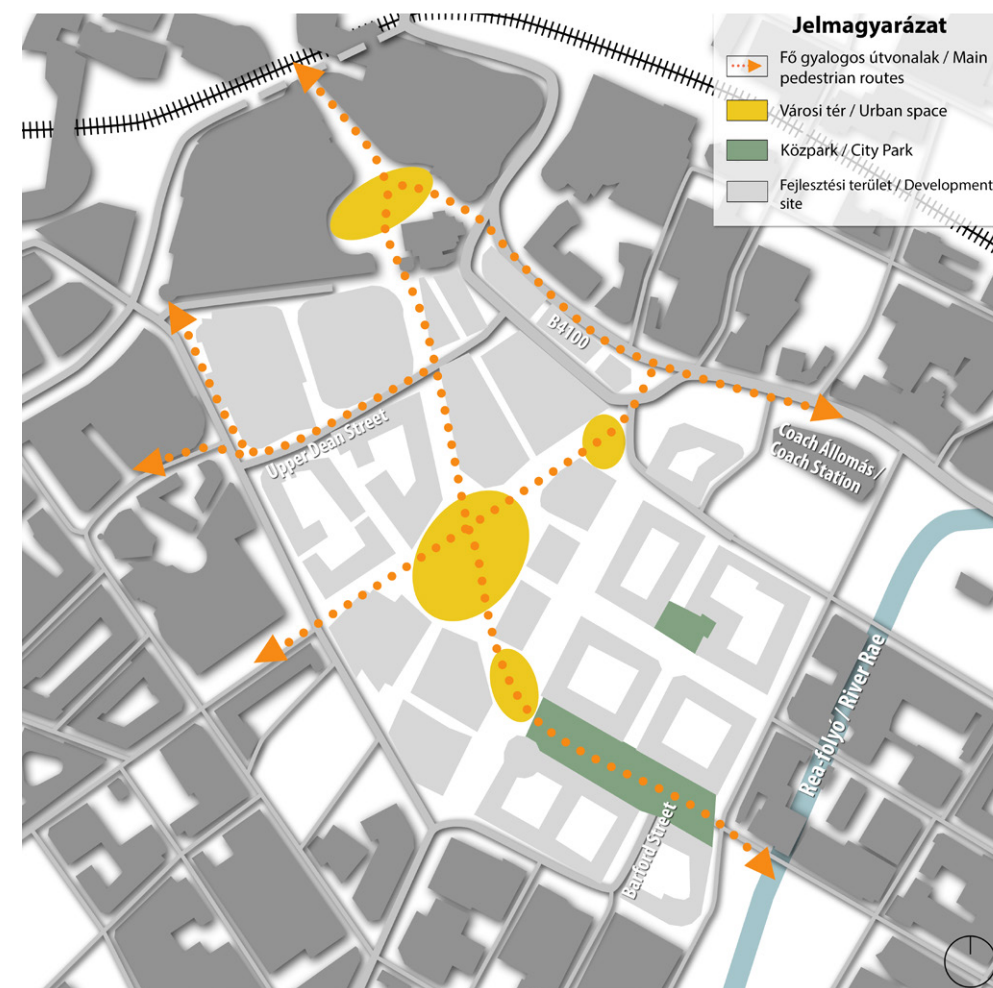 Jelmagyarázat
Fő gyalogos útvonalak / Main
pedestrian routes
Városi tér / Urban space
Közpark / City Park
Fejlesztési terület / Development
site
B4100
Upper Dean Street
Coach Állomás /
Coach Station
Rea-folyó / River Rae
Barford Street